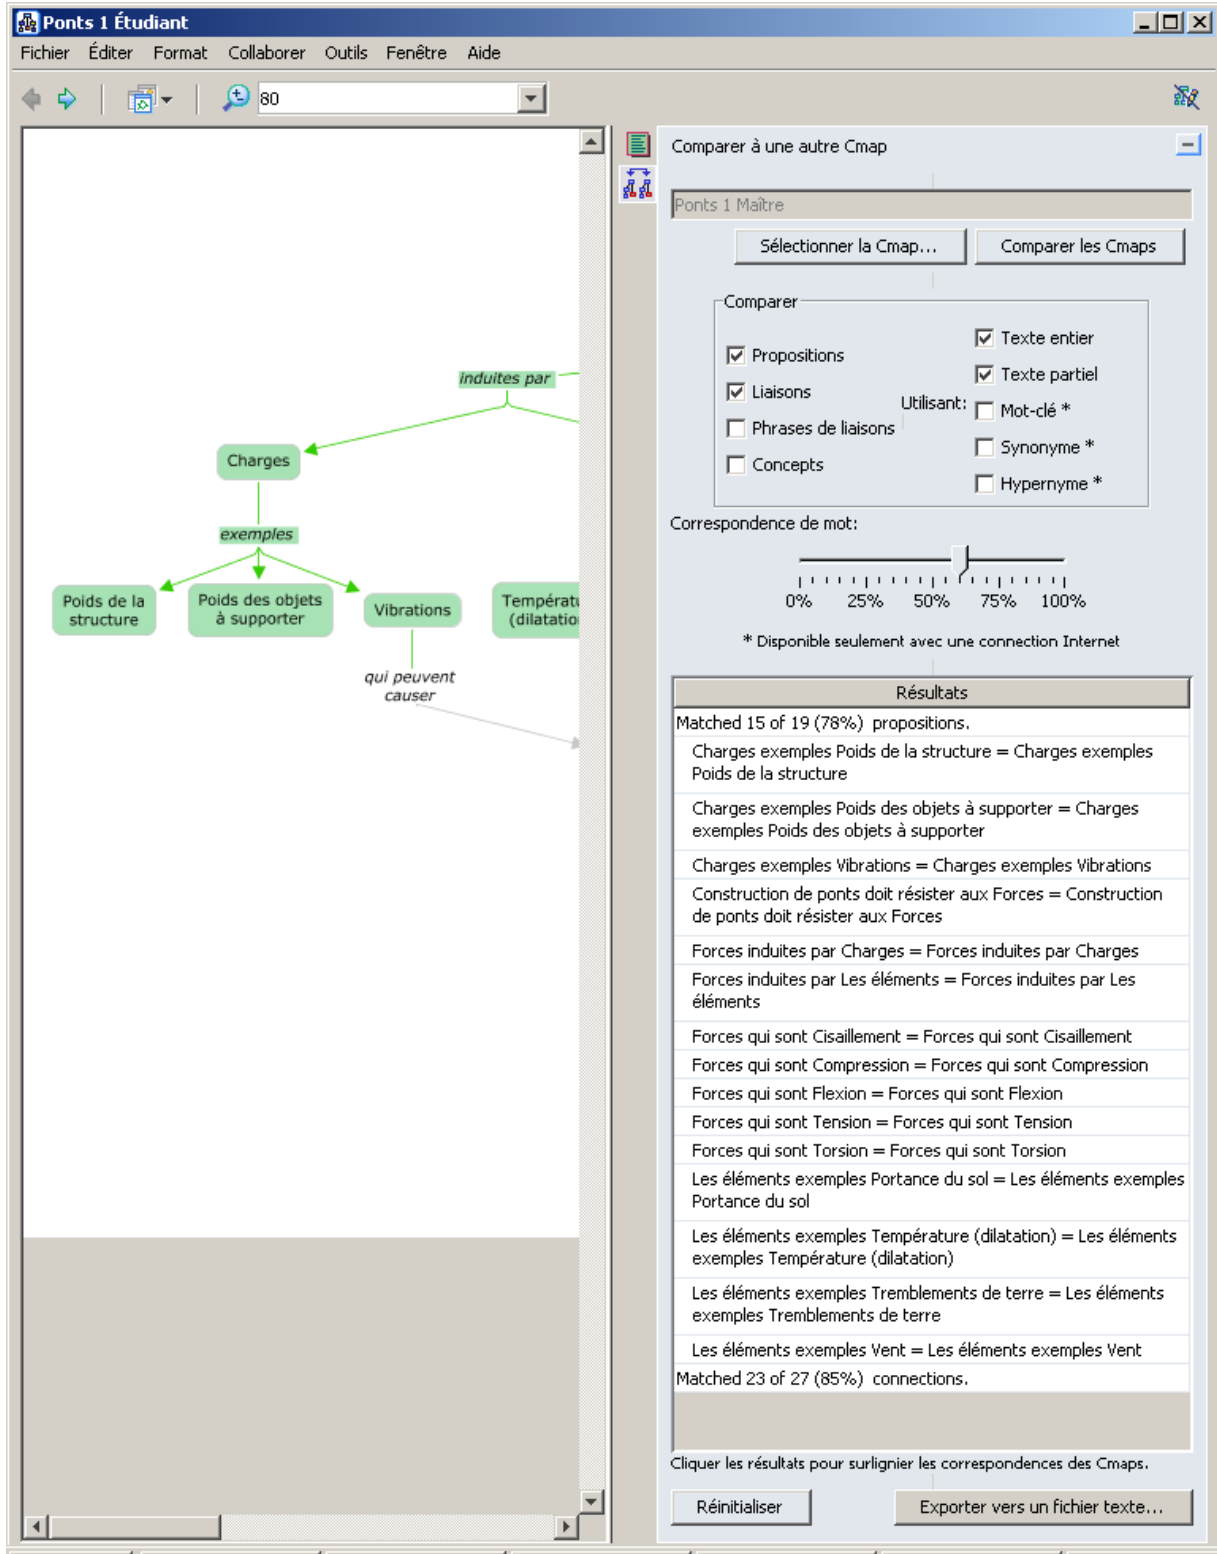 Ponts 1 Étudiant
Fichier Éditer Format Collaborer Outils Fenêtre Aide
80
induites par
Charges
exemples
Poids de la
structure
Poids des objets
à supporter
Vibrations
Températu
(dilatatio
qui peuvent
causer
Comparer à une autre Cmap
Ponts 1 Maître
Sélectionner la Cmap...
Comparer les Cmaps
Comparer
Propositions
Liaisons
Phrases de liaisons
Concepts
Utilisant:
Texte entier
Texte partiel
Mot-clé *
Synonyme *
Hypernyme *
Correspondence de mot:
0% 25% 50% 75% 100%
* Disponible seulement avec une connection Internet
Résultats
Matched 15 of 19 (78%) propositions.
Charges exemples Poids de la structure = Charges exemples
Poids de la structure
Charges exemples Poids des objets à supporter = Charges
exemples Poids des objets à supporter
Charges exemples Vibrations = Charges exemples Vibrations
Construction de ponts doit résister aux Forces = Construction
de ponts doit résister aux Forces
Forces induites par Charges = Forces induites par Charges
Forces induites par Les éléments = Forces induites par Les
éléments
Forces qui sont Cisaillement = Forces qui sont Cisaillement
Forces qui sont Compression = Forces qui sont Compression
Forces qui sont Flexion = Forces qui sont Flexion
Forces qui sont Tension = Forces qui sont Tension
Forces qui sont Torsion = Forces qui sont Torsion
Les éléments exemples Portance du sol = Les éléments exemples
Portance du sol
Les éléments exemples Température (dilatation) = Les éléments
exemples Température (dilatation)
Les éléments exemples Tremblements de terre = Les éléments
exemples Tremblements de terre
Les éléments exemples Vent = Les éléments exemples Vent
Matched 23 of 27 (85%) connections.
Cliquer les résultats pour surlignier les correspondences des Cmaps.
Réinitialiser
Exporter vers un fichier texte...